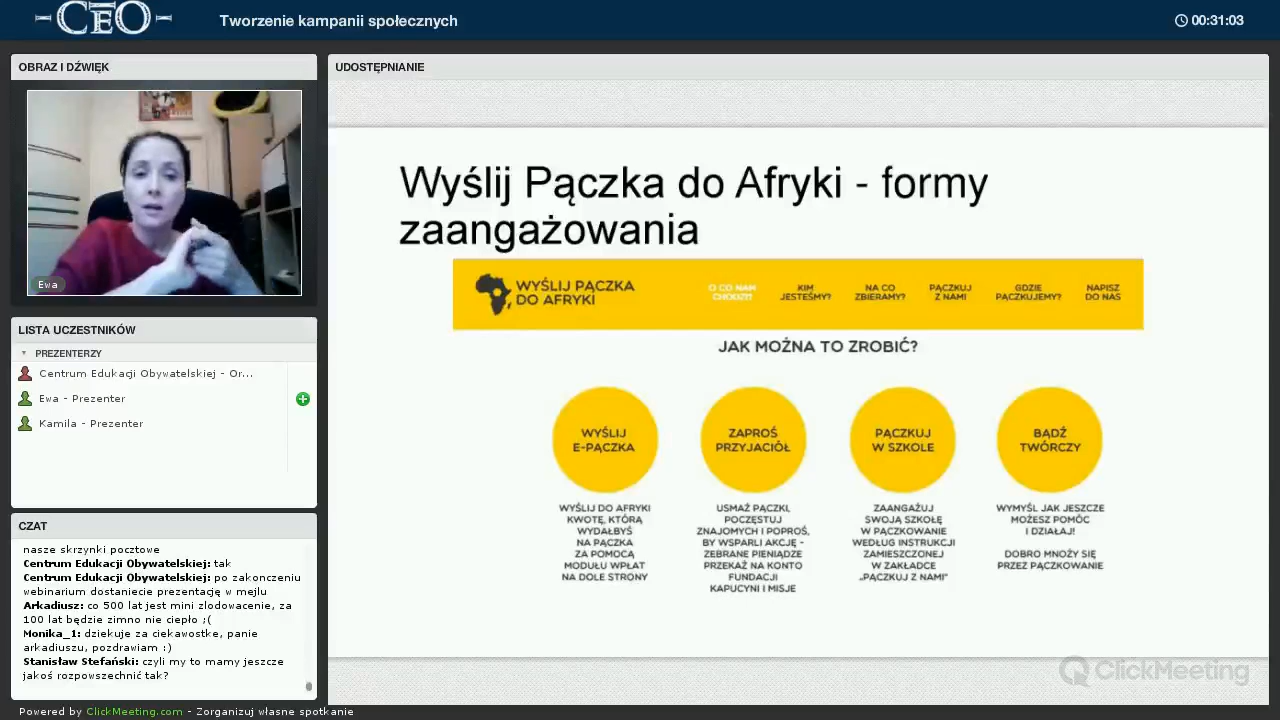 CEO
Tworzenie kampanii społecznych
00:31:03
OBRAZ I DŹWIĘK
Ewa
LISTA UCZESTNIKÓW
PREZENTERZY
Centrum Edukacji Obywatelskiej - Or...
Ewa - Prezenter
Kamila - Prezenter
CZAT
nasze skrzynki pocztowe
Centrum Edukacji Obywatelskiej: tak
Centrum Edukacji Obywatelskiej: po zakończeniu
Webinarium dostaniecie prezentację w mejlu
Arkadiusz: co 500 lat jest mini zlodowacenie, za
100 lat będzie zimno nie ciepło ;(
Monika_1: dziekuje za ciekawostke, panie
arkadiuszu, pozdrawiam :)
Stanisław Stefański: czyli my to mamy jeszcze
jakoś rozpowszechnić tak?
UDOSTĘPNIANIE
Wyślij Pączka do Afryki - formy
zaangażowania
WYŚLIJ PĄCZKA
DO AFRYKI
O CO NAM
CHODZI?
KIM
JESTEŚMY?
NA CO
ZBIERAMY?
PĄCZKUJ
Z NAMI
GDZIE
PĄCZKUJEMY?
NAPISZ
DO NAS
JAK MOŻNA TO ZROBIĆ?
WYŚLIJ
E-PĄCZKA
WYŚLIJ DO AFRYKI
KWOTĘ, KTÓRĄ
WYDAŁBYŚ
NA PĄCZKA
ZA POMOCĄ
MODUŁU WPŁAT
NA DOLE STRONY
ZAPROŚ
PRZYJACIÓŁ
USMAŻ PĄCZKI,
POCZĘSTUJ
ZNAJOMYCH I POPROŚ,
BY WSPARLI AKCJĘ -
ZEBRANE PIENIĄDZE
PRZEKAŻ NA KONTO
FUNDACJI
KAPUCYNI I MISJE
PĄCZKUJ
W SZKOLE
ZAANGAŻUJ
SWOJĄ SZKOŁĘ
W PĄCZKOWANIE
WEDŁUG INSTRUKCJI
ZAMIESZCZONEJ
W ZAKŁADCE
„PĄCZKUJ Z NAMI"
BĄDŹ
TWÓRCZY
WYMYŚL JAK JESZCZE
MOŻESZ POMÓC
I DZIAŁAJ!
DOBRO MNOŻY SIĘ
PRZEZ PĄCZKOWANIE
ClickMeeting
Powered by ClickMeeting.com - Zorganizuj własne spotkanie